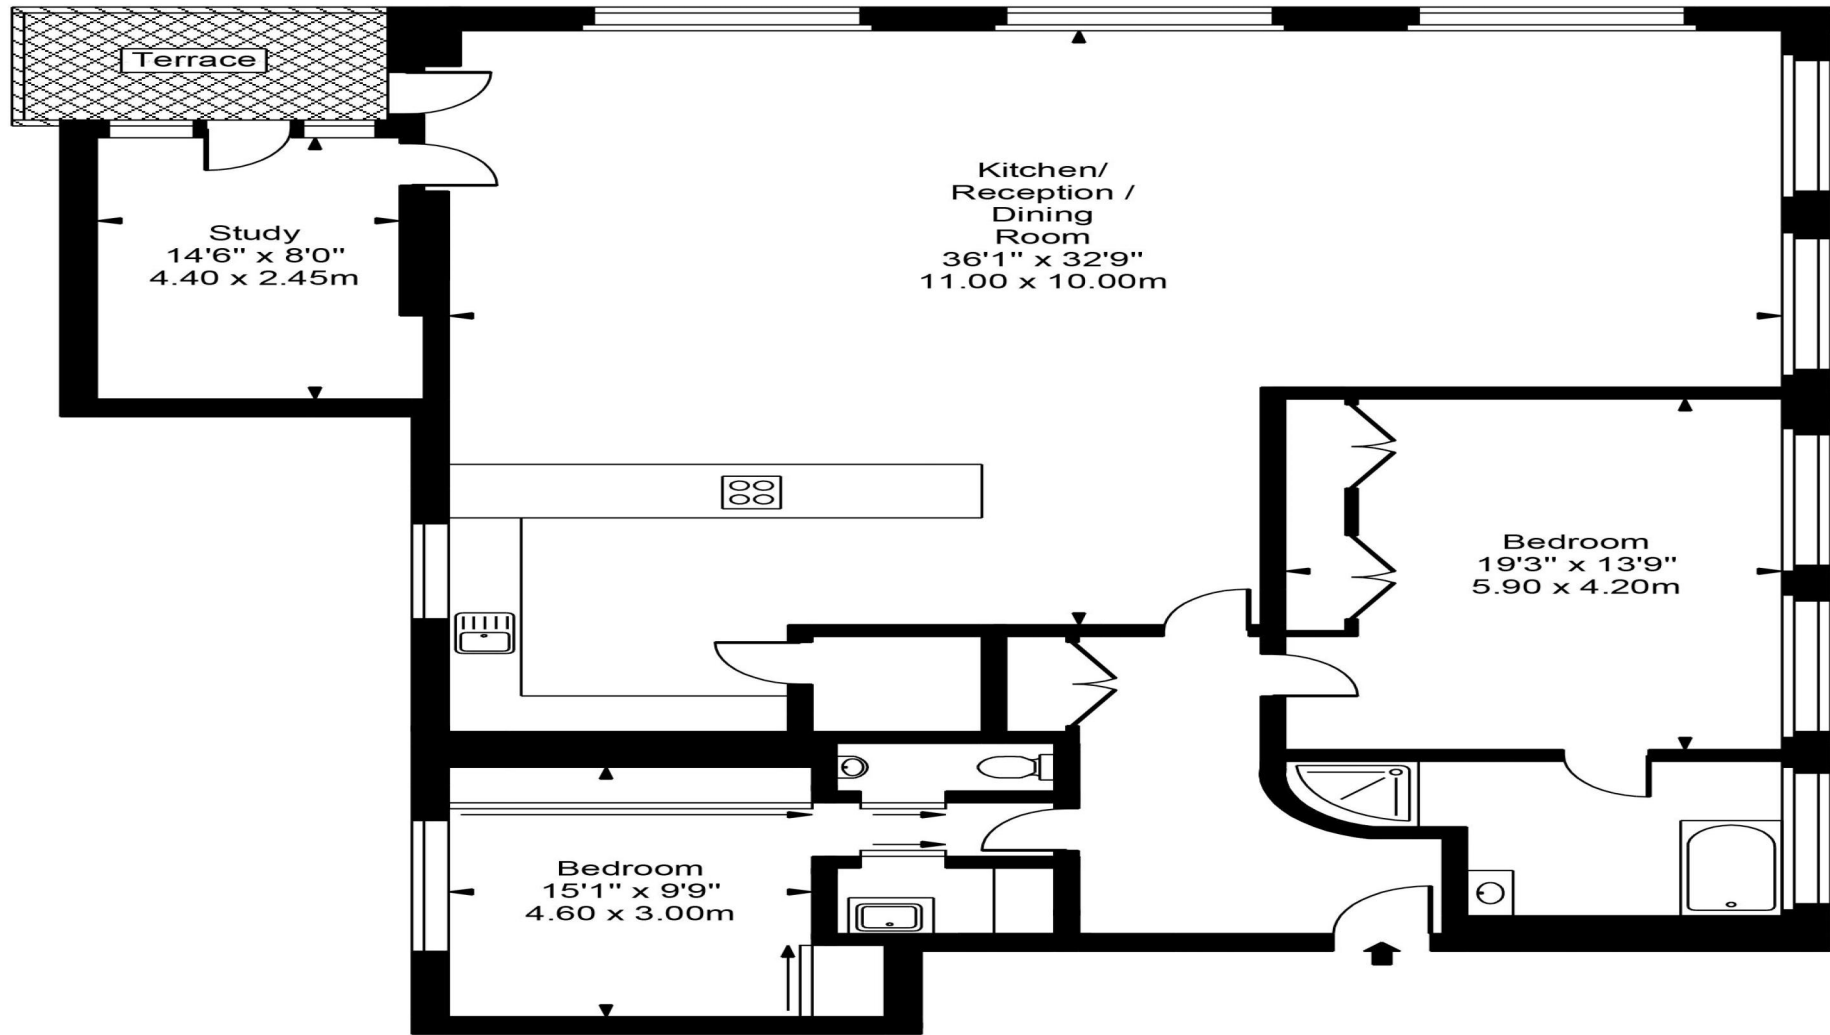 Terrace
Kitchen/
Reception /
Dining
Room
36'1" x 32'9"
11.00 x 10.00m
Study
14'6" x 8'0"
4.40 x 2.45m
Bedroom
19'3" x 13'9"
5.90 x 4.20m
Bedroom
15'1" x 9'9"
4.60 x 3.00m